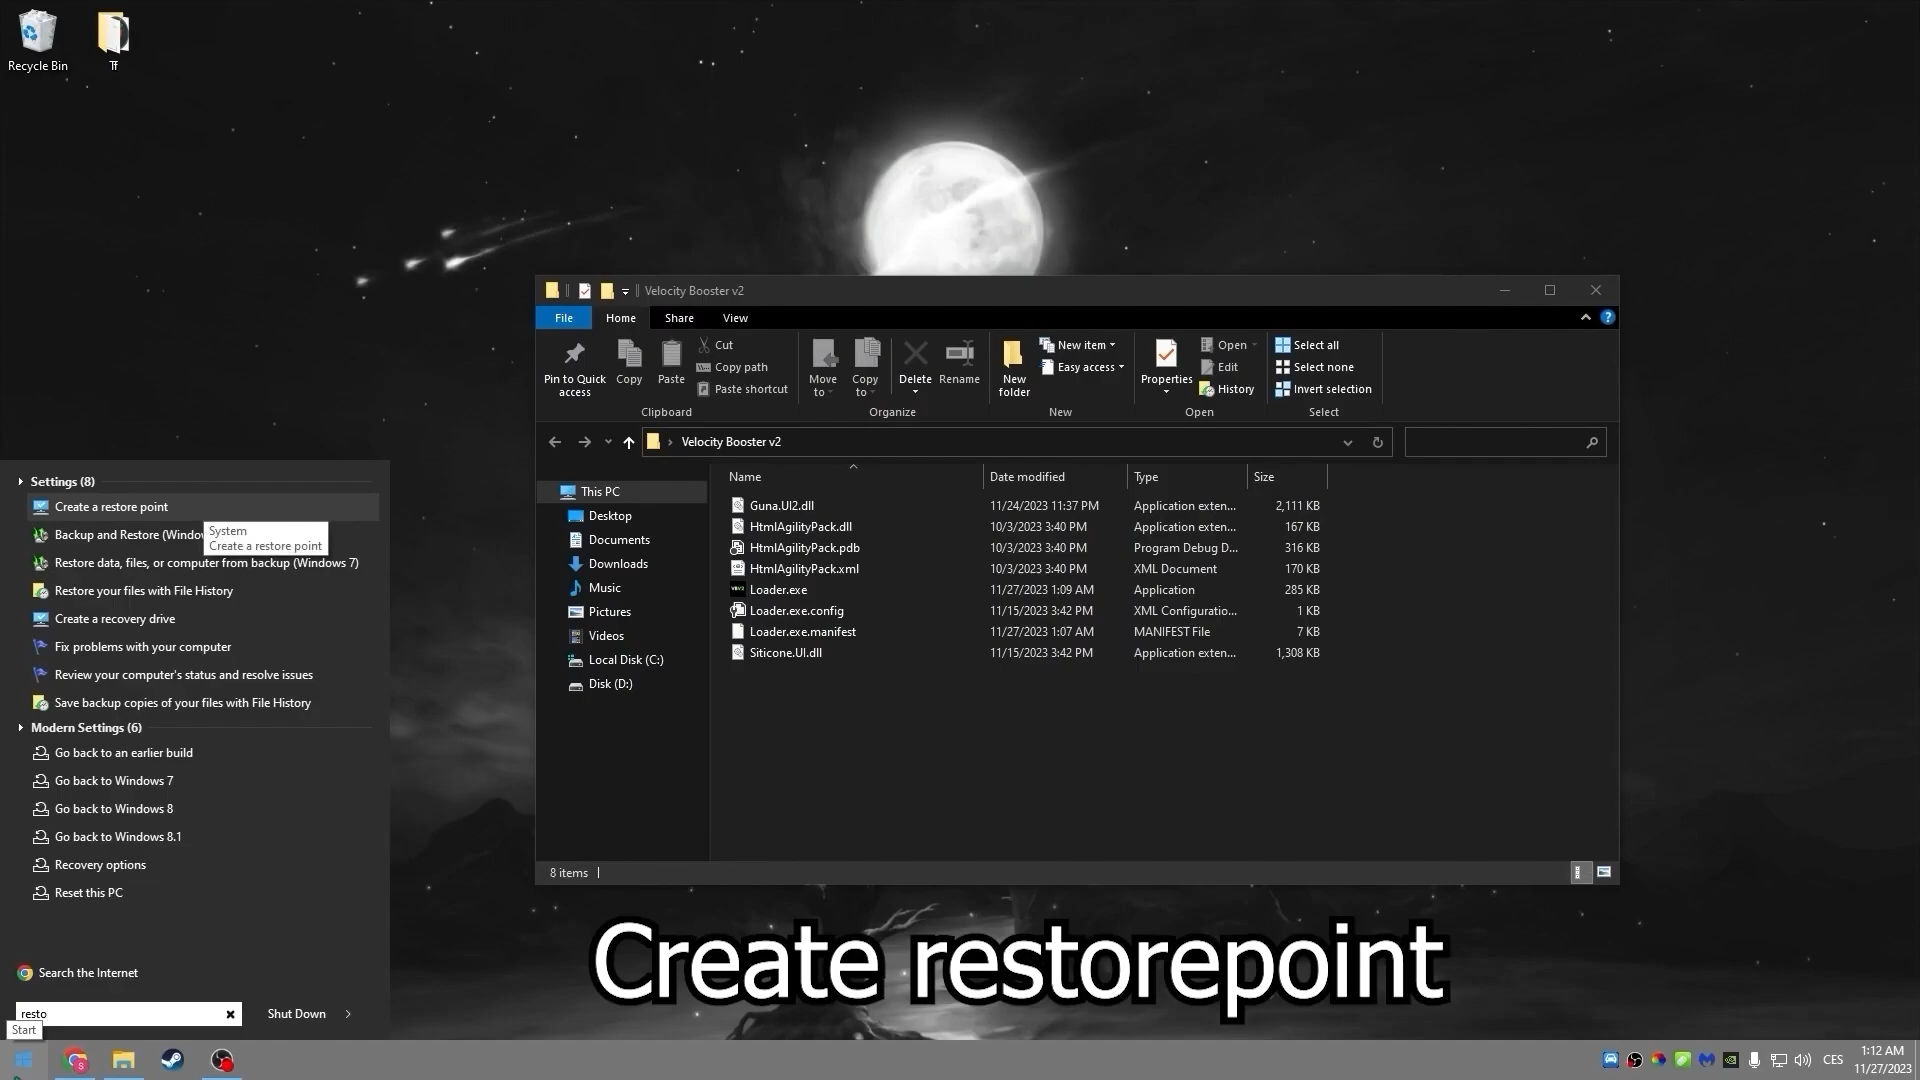 Recycle Bin
Tf
Velocity Booster v2
File Home Share View
Pin to Quick access
Copy
Paste
Cut
Copy path
Paste shortcut
Clipboard
Move to
Copy to
Delete
Rename
Organize
New folder
New item
Easy access
New
Properties
Open
Edit
History
Open
Select all
Select none
Invert selection
Select
Velocity Booster v2
Name Date modified Type Size
This PC
Desktop
Documents
Downloads
Music
Pictures
Videos
Local Disk (C:)
Disk (D:)
Guna.UI2.dll 11/24/2023 11:37 PM Application exten... 2,111 KB
HtmlAgilityPack.dll 10/3/2023 3:40 PM Application exten... 167 KB
HtmlAgilityPack.pdb 10/3/2023 3:40 PM Program Debug D... 316 KB
HtmlAgilityPack.xml 10/3/2023 3:40 PM XML Document 170 KB
Loader.exe 11/27/2023 1:09 AM Application 285 KB
Loader.exe.config 11/15/2023 3:42 PM XML Configuratio... 1 KB
Loader.exe.manifest 11/27/2023 1:07 AM MANIFEST File 7 KB
Siticone.UI.dll 11/15/2023 3:42 PM Application exten... 1,308 KB
8 items
Settings (8)
Create a restore point
Backup and Restore (Windo
System
Create a restore point
Restore data, files, or computer from backup (Windows 7)
Restore your files with File History
Create a recovery drive
Fix problems with your computer
Review your computer's status and resolve issues
Save backup copies of your files with File History
Modern Settings (6)
Go back to an earlier build
Go back to Windows 7
Go back to Windows 8
Go back to Windows 8.1
Recovery options
Reset this PC
Search the Internet
resto
Shut Down
Start
Create restorepoint
CES
1:12 AM
11/27/2023